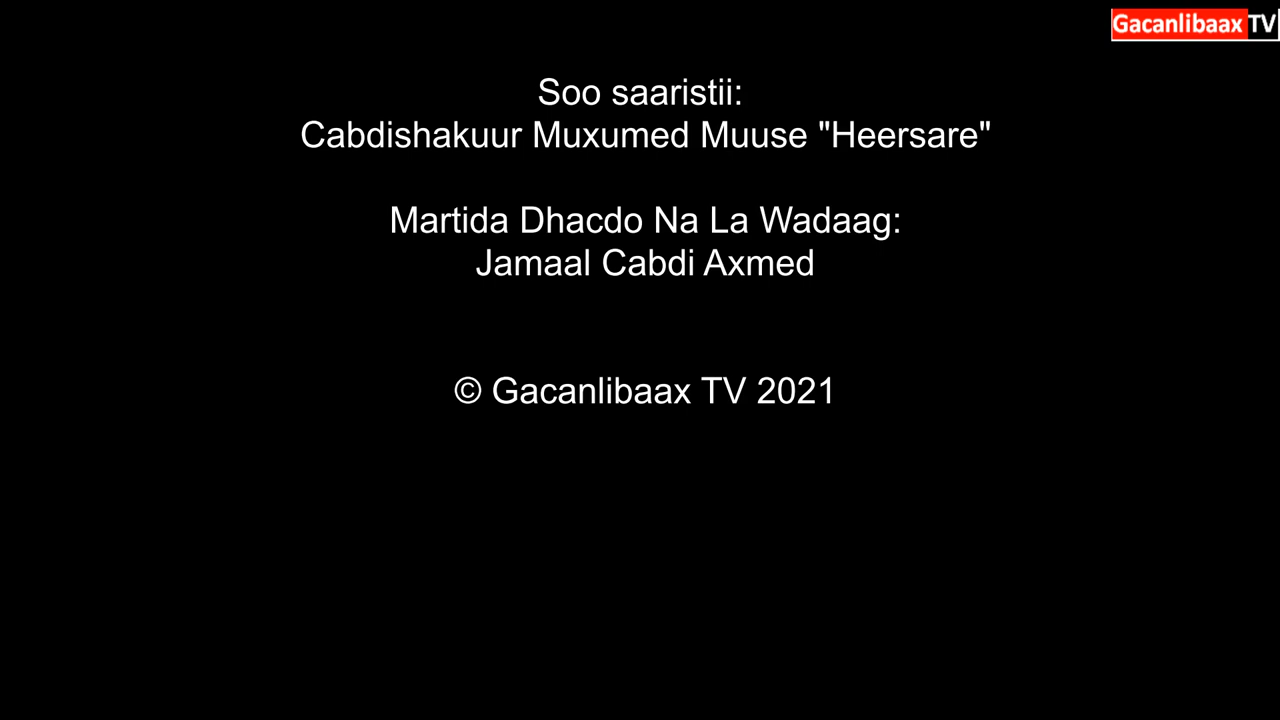 Gacanlibaax TV
Soo saaristii:
Cabdishakuur Muxumed Muuse "Heersare"
Martida Dhacdo Na La Wadaag:
Jamaal Cabdi Axmed
© Gacanlibaax TV 2021